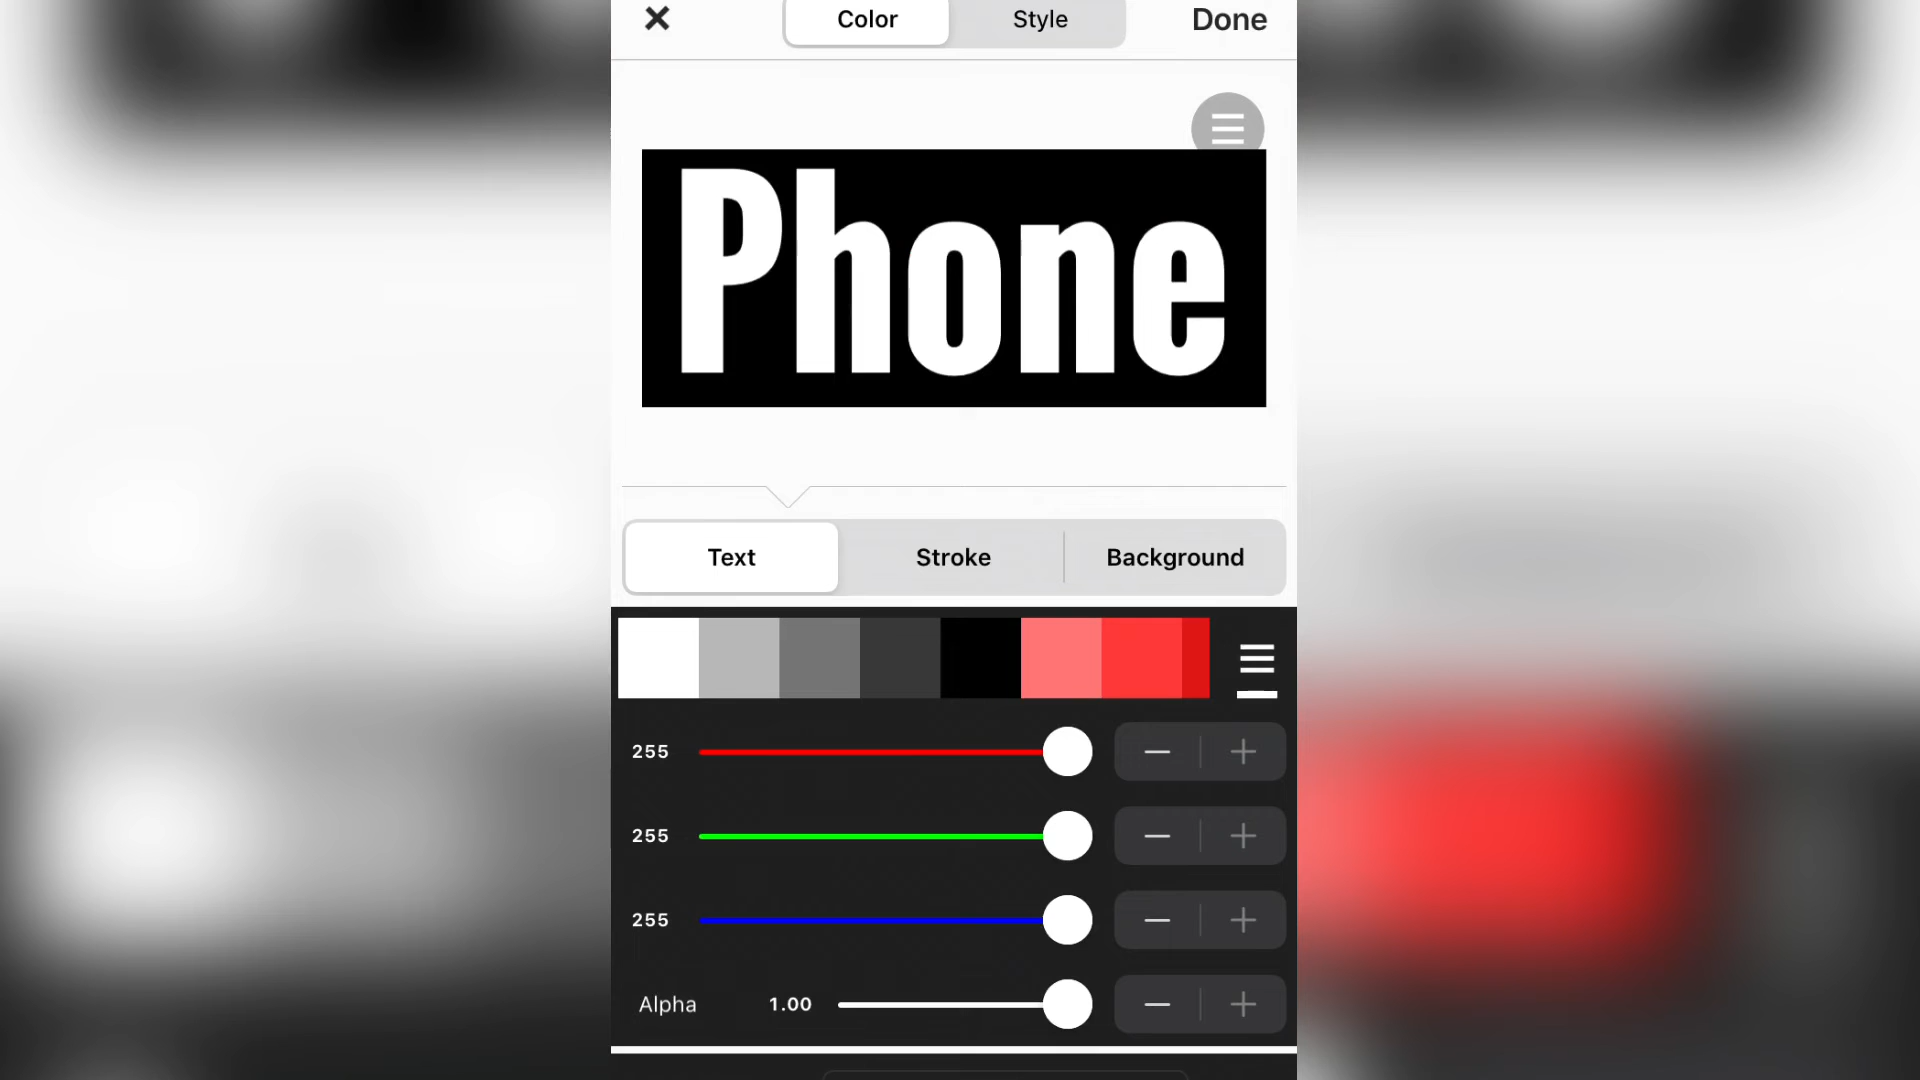 Color Style Done
Phone
Text Stroke Background
255
255
255
Alpha 1.00